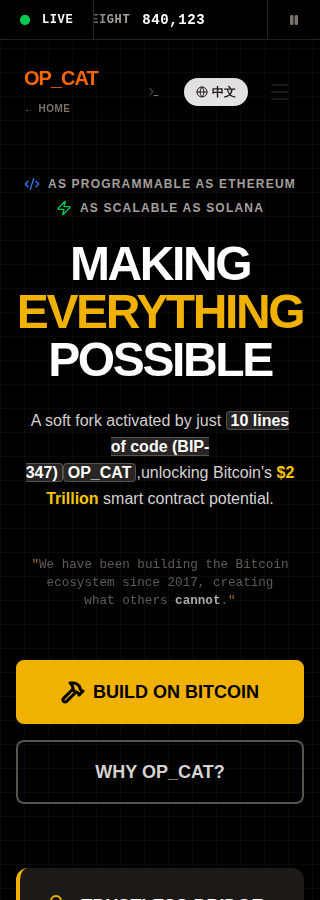 LIVE
EIGHT 840,123
OP_CAT
← HOME
中文
AS PROGRAMMABLE AS ETHEREUM
AS SCALABLE AS SOLANA
MAKING
EVERYTHING
POSSIBLE
A soft fork activated by just 10 lines
of code (BIP-
347) OP_CAT ,unlocking Bitcoin's $2
Trillion smart contract potential.
"We have been building the Bitcoin
ecosystem since 2017, creating
what others cannot."
BUILD ON BITCOIN
WHY OP_CAT?
TRUSTLESS BRIDGE